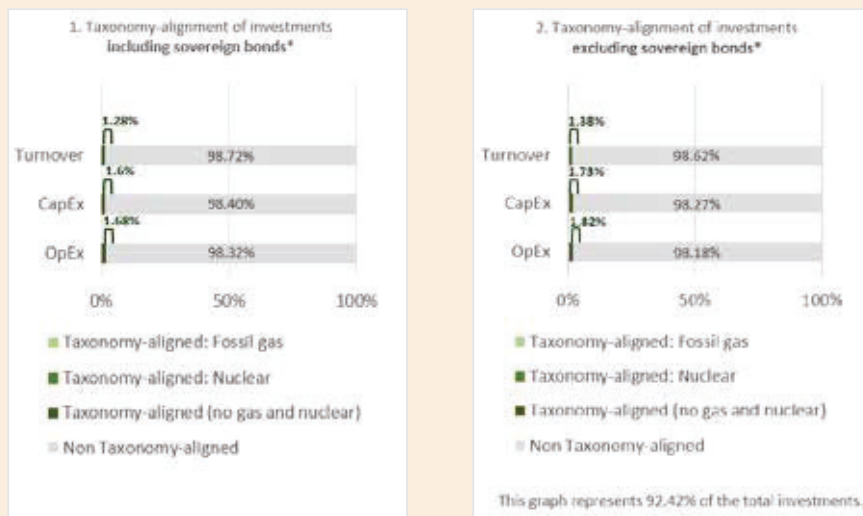 1. Taxonomy-alignment of investments
including sovereign bonds*
1.28%
Turnover
98.72%
1.6%
CapEx
98.40%
1.68%
OpEx
98.32%
0%
50%
100%
Taxonomy-aligned: Fossil gas
Taxonomy-aligned: Nuclear
Taxonomy-aligned (no gas and nuclear)
Non Taxonomy-aligned
2. Taxonomy-alignment of investments
excluding sovereign bonds*
1.38%
Turnover
98.62%
1.73%
CapEx
98.27%
1.82%
OpEx
98.18%
0%
50%
100%
Taxonomy-aligned: Fossil gas
Taxonomy-aligned: Nuclear
Taxonomy-aligned (no gas and nuclear)
Non Taxonomy-aligned
This graph represents 92.42% of the total investments.